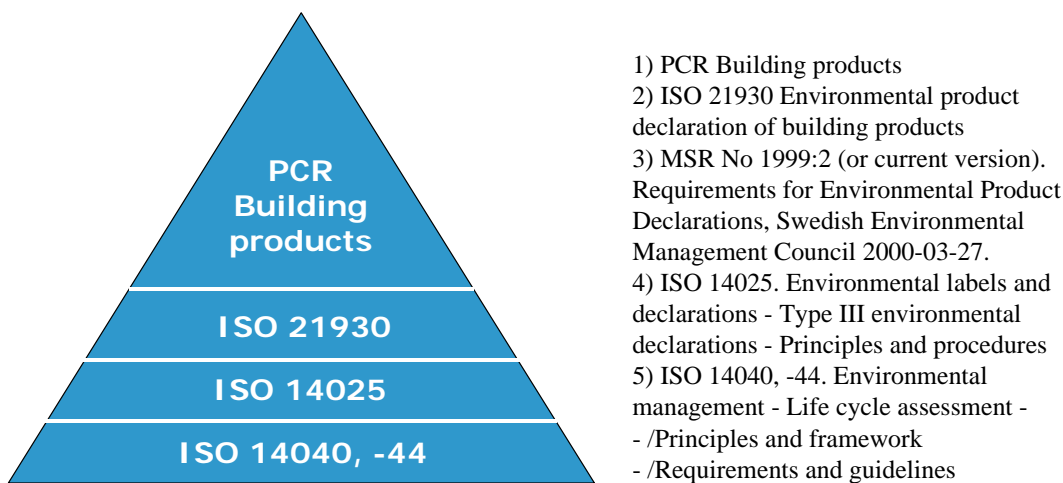 PCR
Building
products
ISO 21930
ISO 14025
ISO 14040, -44
1) PCR Building products
2) ISO 21930 Environmental product
declaration of building products
3) MSR No 1999:2 (or current version).
Requirements for Environmental Product
Declarations, Swedish Environmental
Management Council 2000-03-27.
4) ISO 14025. Environmental labels and
declarations - Type III environmental
declarations - Principles and procedures
5) ISO 14040, -44. Environmental
management - Life cycle assessment -
- /Principles and framework
- /Requirements and guidelines